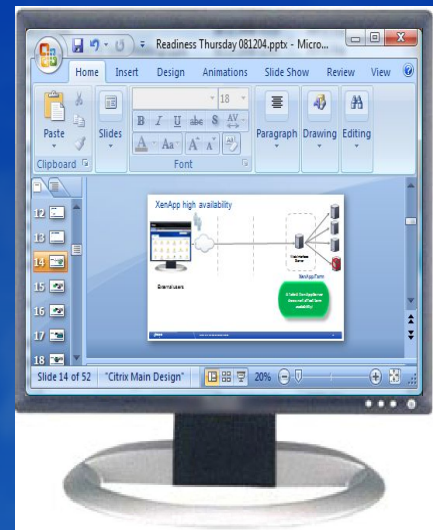 Readiness Thursday 081204.pptx - Micro...
Home Insert Design Animations Slide Show Review View
Paste
Slides
18
B I U abc S AV
A Aa A A
Paragraph
Drawing
Editing
Clipboard
Font
12
13
14
15
16
17
18
XenApp high availability
External users
Slide 14 of 52 "Citrix Main Design" 20%